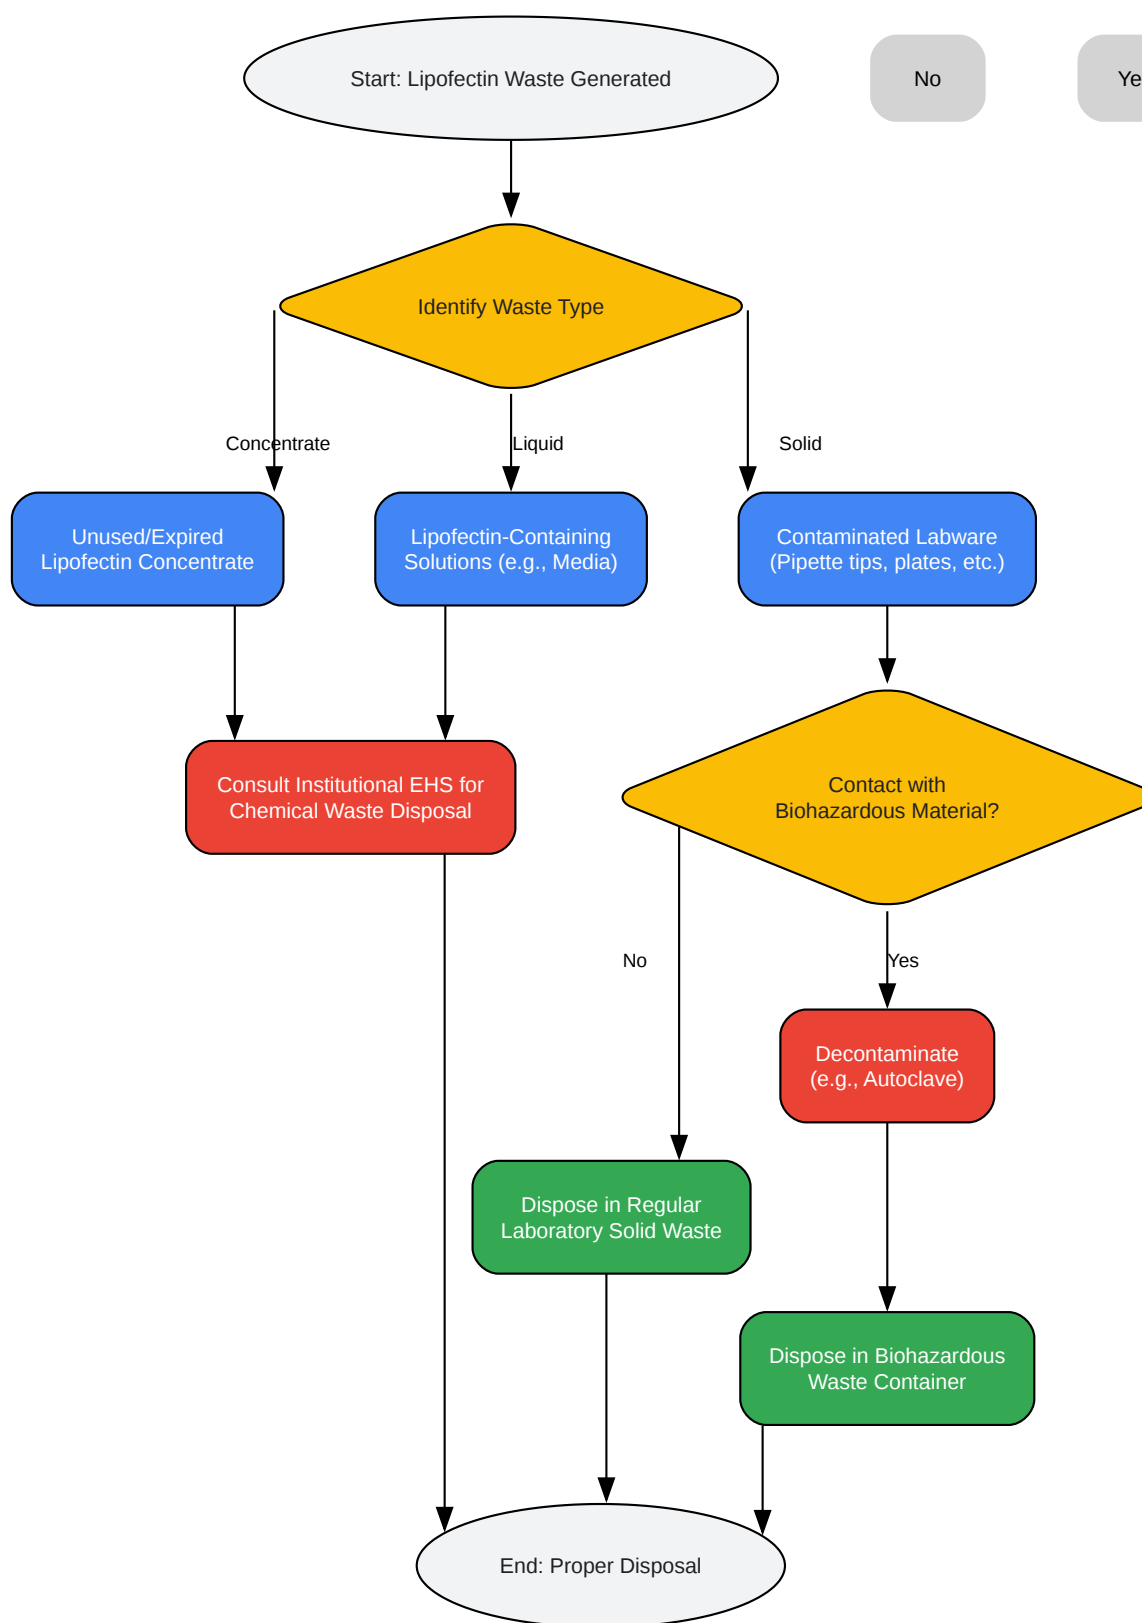 Start: Lipofectin Waste Generated
No
Ye
Identify Waste Type
Concentrate
Liquid
Solid
Unused/Expired
Lipofectin Concentrate
Lipofectin-Containing
Solutions (e.g., Media)
Contaminated Labware
(Pipette tips, plates, etc.)
Consult Institutional EHS for
Chemical Waste Disposal
Contact with
Biohazardous Material?
No
Yes
Decontaminate
(e.g., Autoclave)
Dispose in Regular
Laboratory Solid Waste
Dispose in Biohazardous
Waste Container
End: Proper Disposal